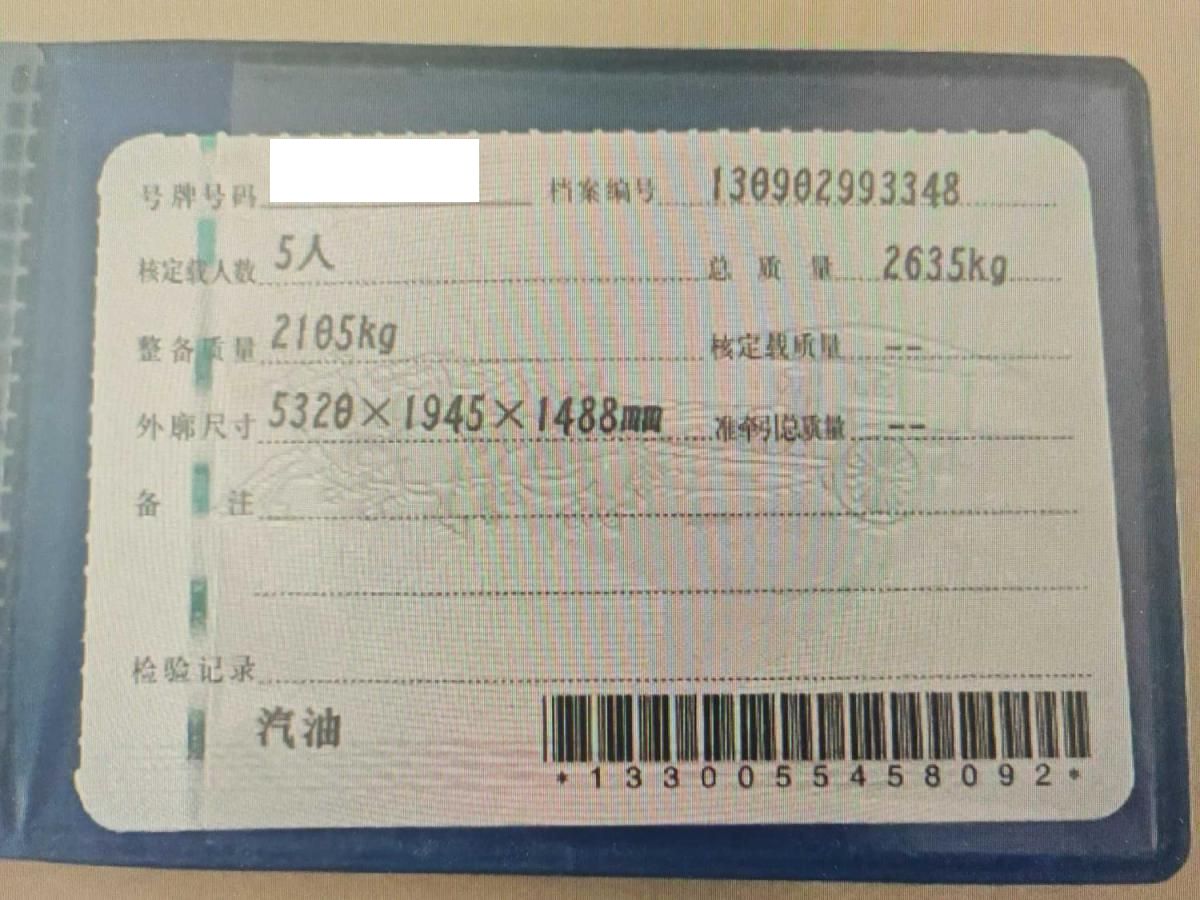 号牌号码 档案编号 130902993348
核定载人数 5人 总质量 2635kg
整备质量 2105kg 核定载质量 --
外廓尺寸 5320×1945×1488mm 准牵引总质量 --
备注
检验记录
汽油
*1330055458092*